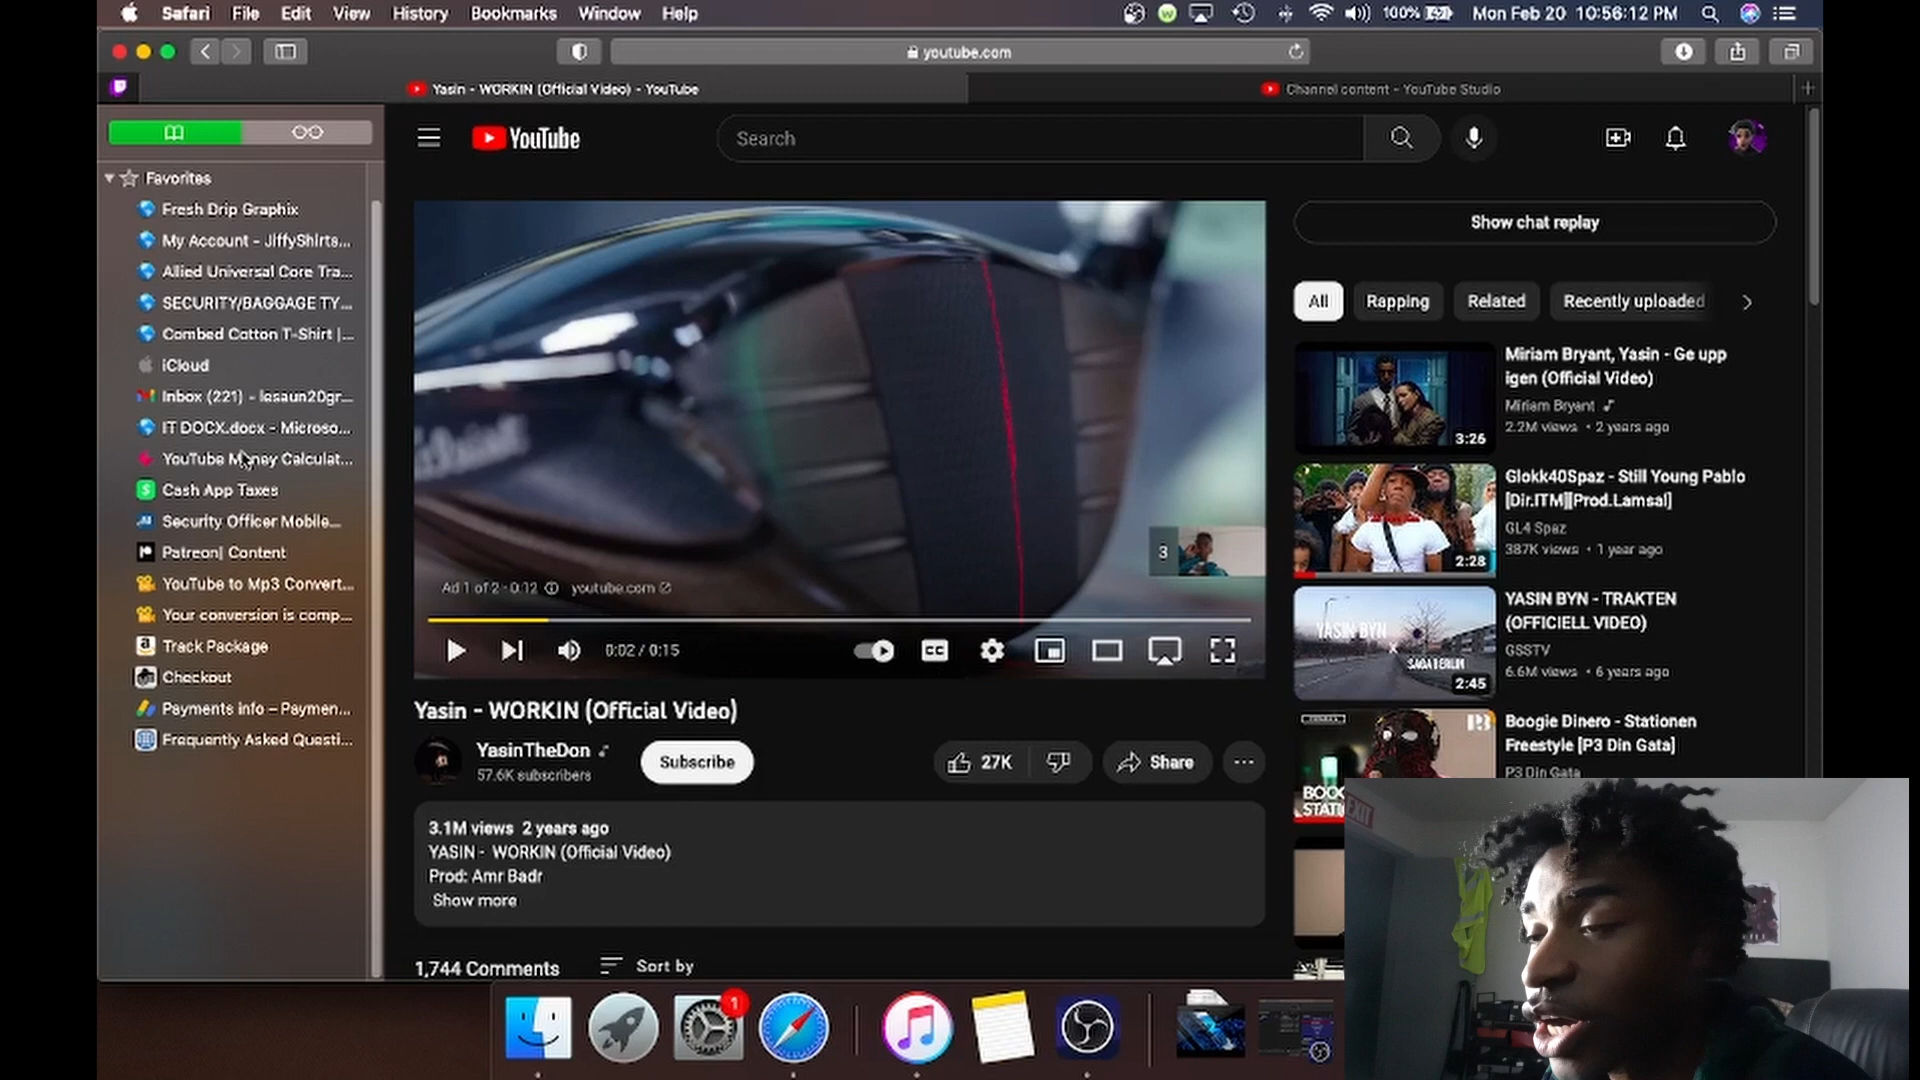 Safari File Edit View History Bookmarks Window Help 100% Mon Feb 20 10:56:12 PM
youtube.com
Yasin - WORKIN (Official Video) - YouTube
Channel content - YouTube Studio
YouTube
Search
Favorites
Fresh Drip Graphix
My Account - JiffyShirts...
Allied Universal Core Tra...
SECURITY/BAGGAGE TY...
Combed Cotton T-Shirt |...
iCloud
Inbox (221) - lesaun20gr...
IT DOCX.docx - Microso...
YouTube Money Calculat...
Cash App Taxes
Security Officer Mobile...
Patreon| Content
YouTube to Mp3 Convert...
Your conversion is comp...
Track Package
Checkout
Payments info – Paymen...
Frequently Asked Questi...
3
Ad 1 of 2 · 0:12 youtube.com
0:02 / 0:15
CC
Yasin - WORKIN (Official Video)
YasinTheDon
57.6K subscribers
Subscribe
27K
Share
3.1M views 2 years ago
YASIN - WORKIN (Official Video)
Prod: Amr Badr
Show more
1,744 Comments
Sort by
Show chat replay
All Rapping Related Recently uploaded
Miriam Bryant, Yasin - Ge upp
igen (Official Video)
Miriam Bryant
2.2M views • 2 years ago
3:26
Glokk40Spaz - Still Young Pablo
[Dir.ITM][Prod.Lamsal]
GL4 Spaz
387K views • 1 year ago
2:28
YASIN BYN - TRAKTEN
(OFFICIELL VIDEO)
GSSTV
6.6M views • 6 years ago
YASIN BYN
SAGA BERLIN
2:45
Boogie Dinero - Stationen
Freestyle [P3 Din Gata]
P3 Din Gata
P3
BOOG
STATI
EXIT
1